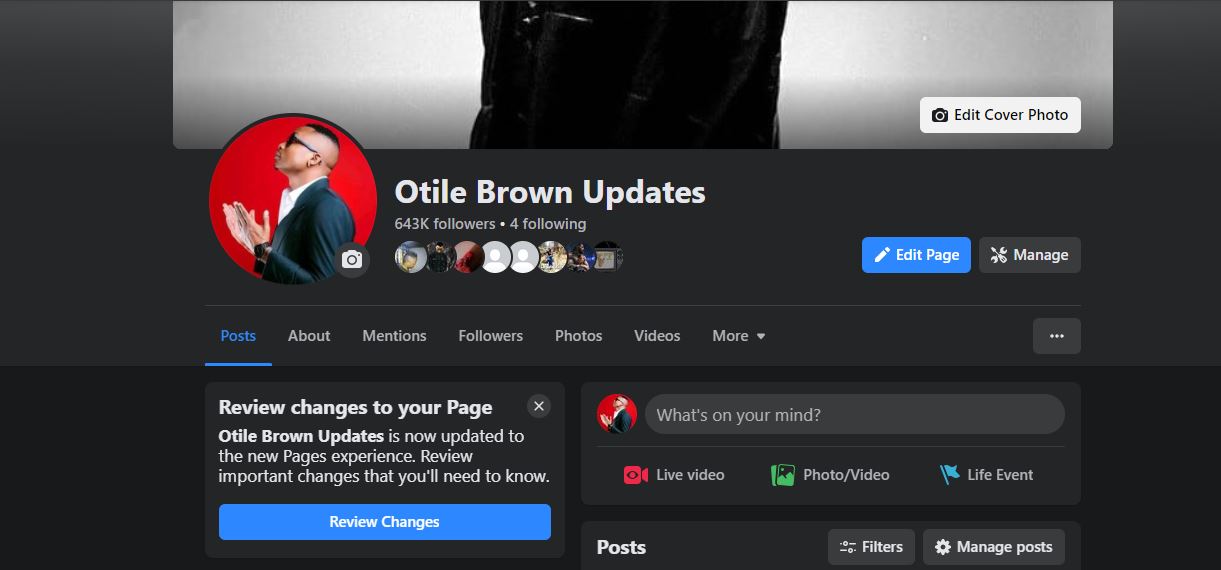 Edit Cover Photo
Otile Brown Updates
643K followers • 4 following
Edit Page
Manage
Posts
About
Mentions
Followers
Photos
Videos
More
Review changes to your Page
Otile Brown Updates is now updated to
the new Pages experience. Review
important changes that you'll need to know.
Review Changes
What's on your mind?
Live video
Photo/Video
Life Event
Posts
Filters
Manage posts